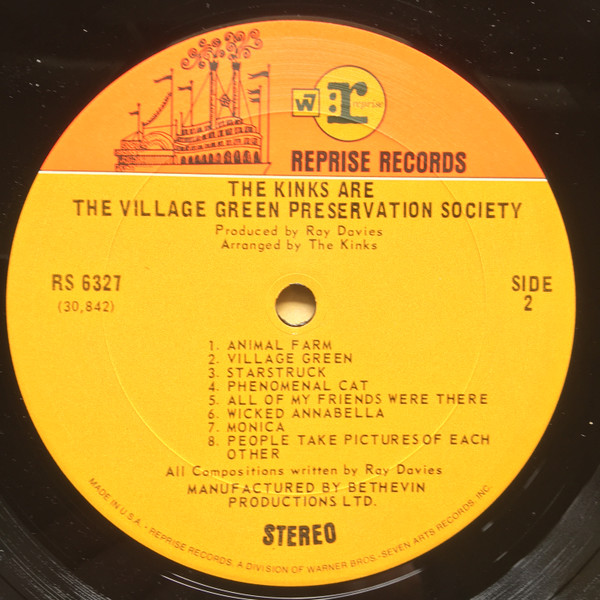 W7
r
reprise
REPRISE RECORDS
THE KINKS ARE
THE VILLAGE GREEN PRESERVATION SOCIETY
Produced by Ray Davies
Arranged by The Kinks
RS 6327
(30,842)
SIDE
2
1. ANIMAL FARM
2. VILLAGE GREEN
3. STARSTRUCK
4. PHENOMENAL CAT
5. ALL OF MY FRIENDS WERE THERE
6. WICKED ANNABELLA
7. MONICA
8. PEOPLE TAKE PICTURES OF EACH
OTHER
All Compositions written by Ray Davies
MANUFACTURED BY BETHEVIN
PRODUCTIONS LTD.
STEREO
MADE IN U.S.A. - REPRISE RECORDS, A DIVISION OF WARNER BROS.-SEVEN ARTS RECORDS, INC.